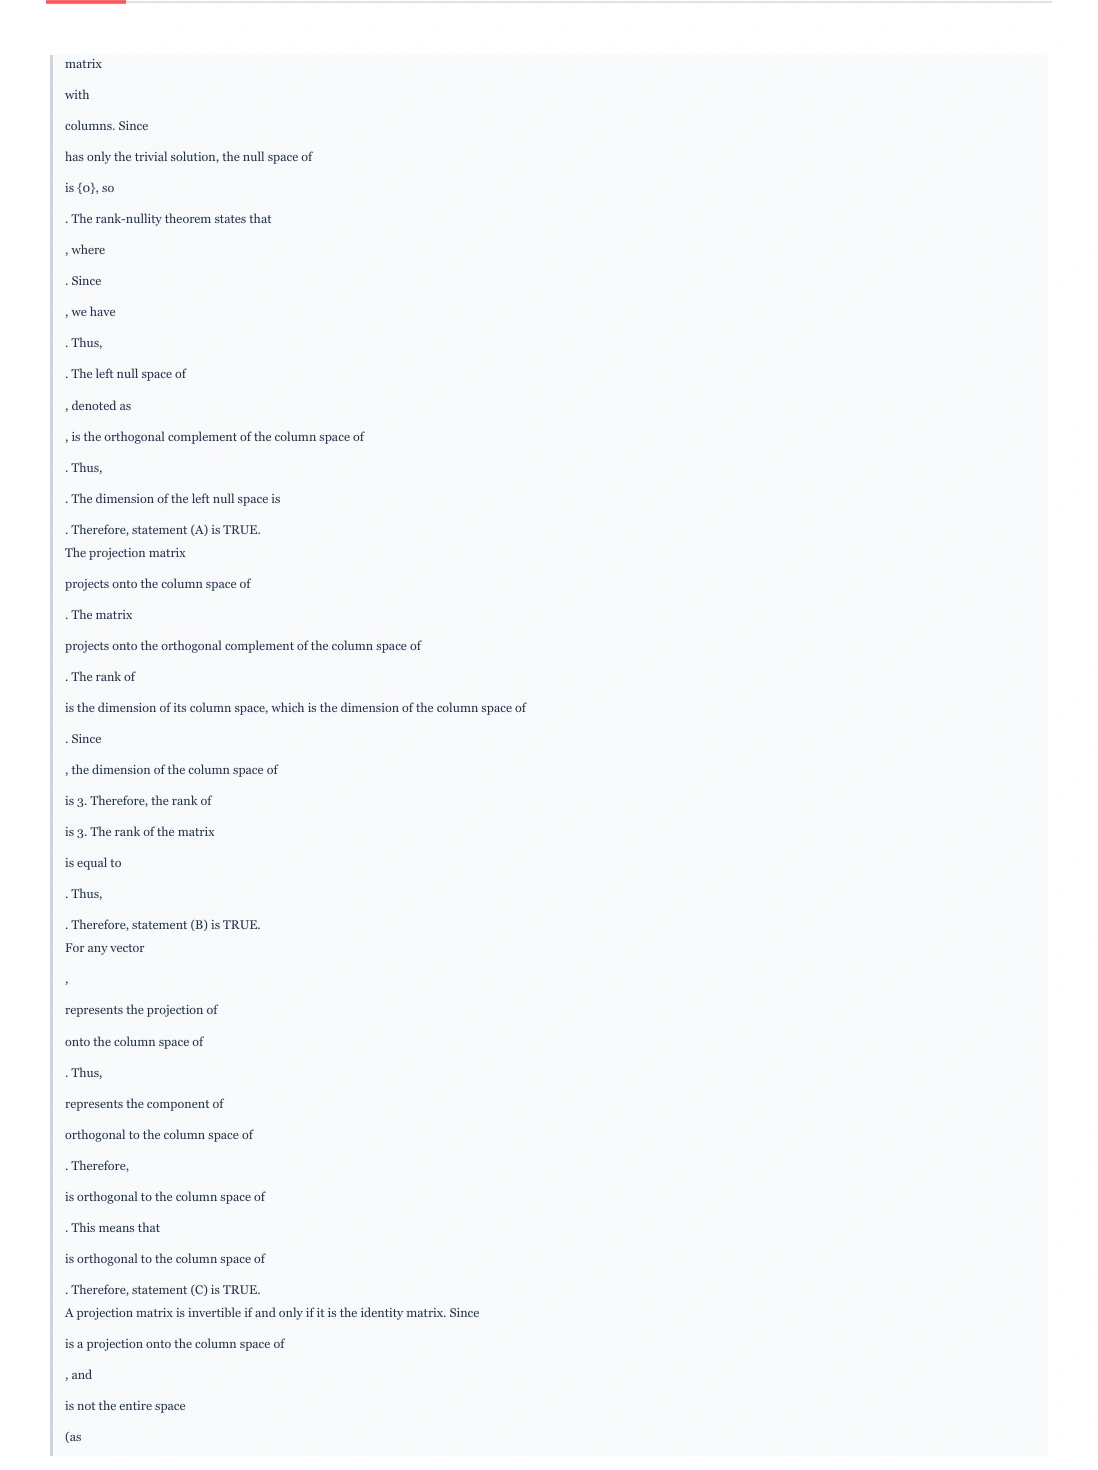 matrix
with
columns. Since
has only the trivial solution, the null space of
is {0}, so
. The rank-nullity theorem states that
, where
. Since
, we have
. Thus,
. The left null space of
, denoted as
, is the orthogonal complement of the column space of
. Thus,
. The dimension of the left null space is
. Therefore, statement (A) is TRUE.
The projection matrix
projects onto the column space of
. The matrix
projects onto the orthogonal complement of the column space of
. The rank of
is the dimension of its column space, which is the dimension of the column space of
. Since
, the dimension of the column space of
is 3. Therefore, the rank of
is 3. The rank of the matrix
is equal to
. Thus,
. Therefore, statement (B) is TRUE.
For any vector
,
represents the projection of
onto the column space of
. Thus,
represents the component of
orthogonal to the column space of
. Therefore,
is orthogonal to the column space of
. This means that
is orthogonal to the column space of
. Therefore, statement (C) is TRUE.
A projection matrix is invertible if and only if it is the identity matrix. Since
is a projection onto the column space of
, and
is not the entire space
(as